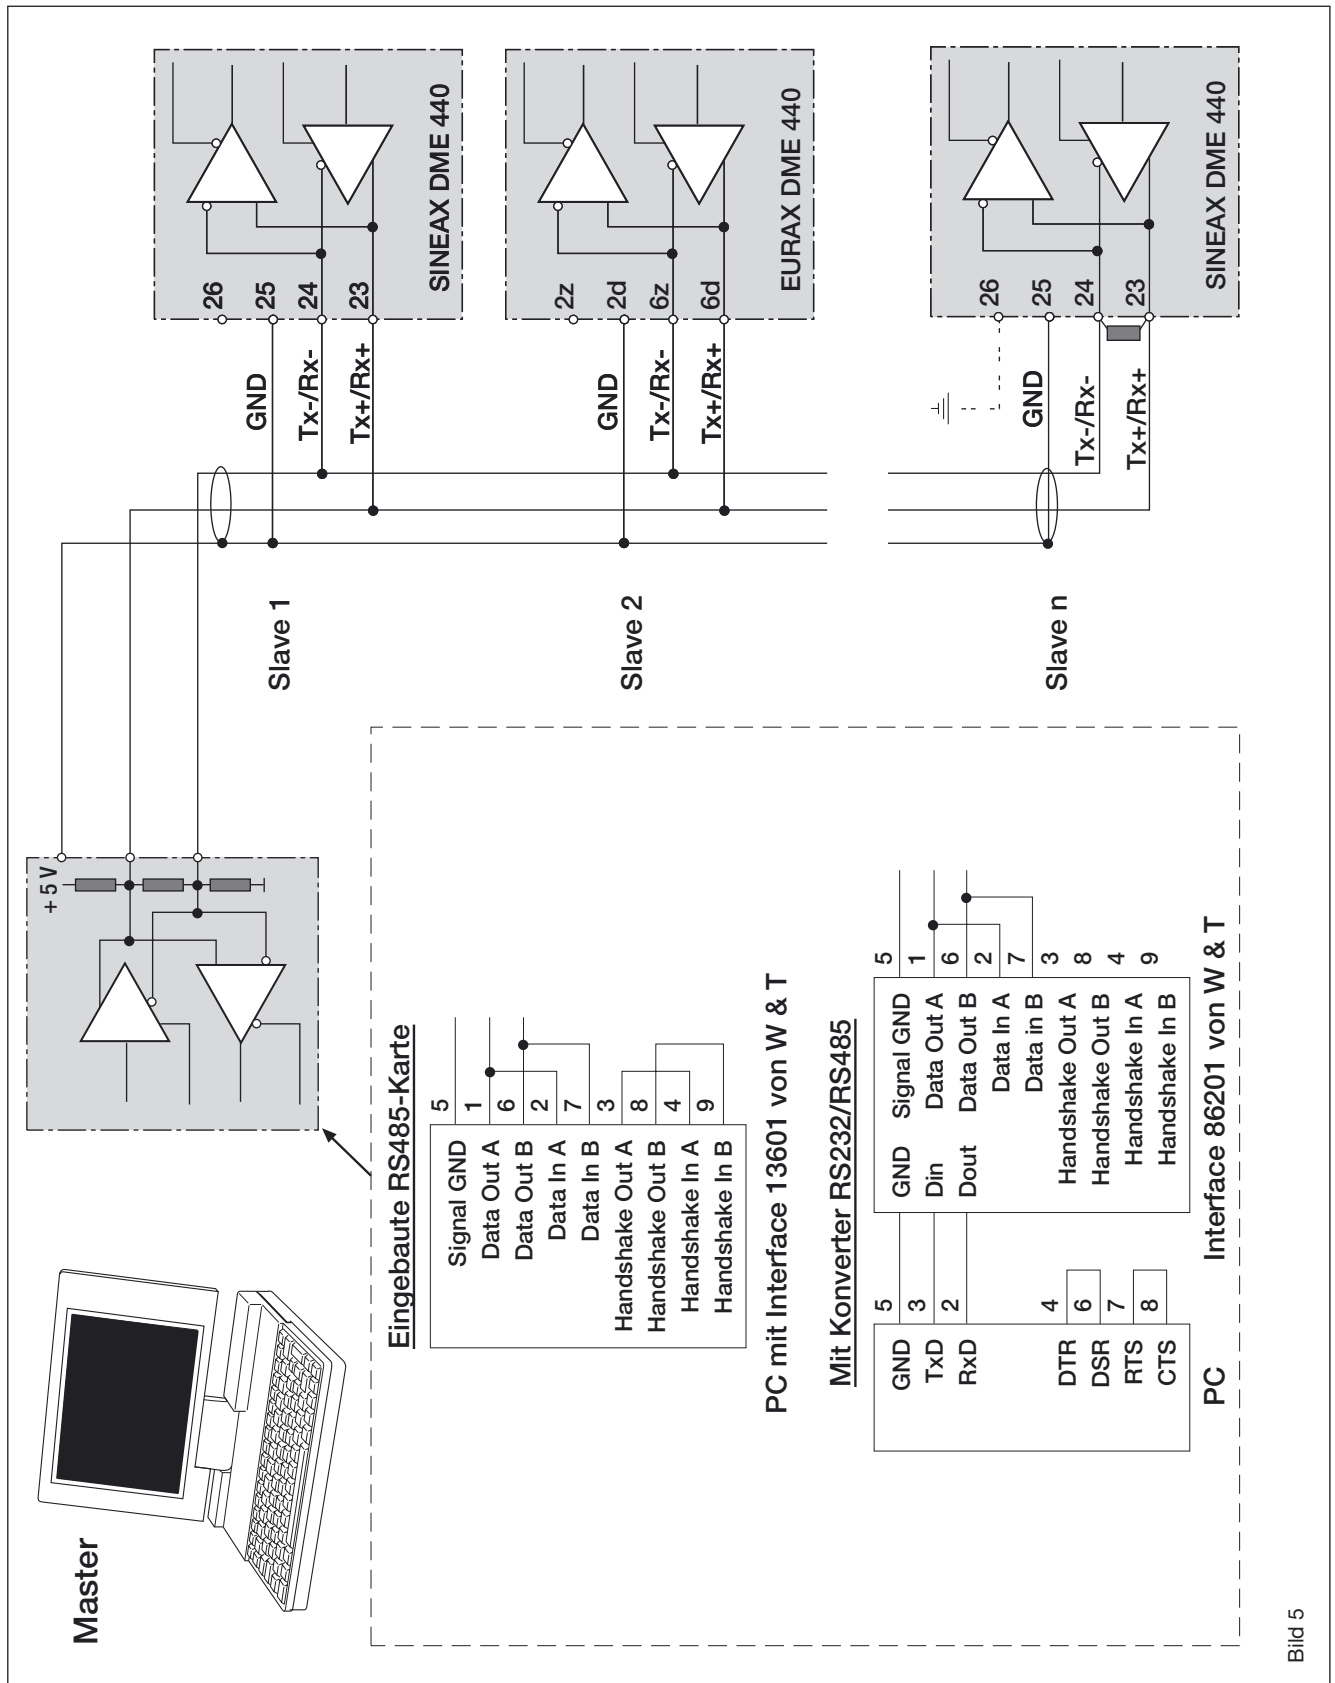 Master
+ 5 V
Slave 1
GND
Tx-/Rx-
Tx+/Rx+
26
25
24
23
SINEAX DME 440
Slave 2
GND
Tx-/Rx-
Tx+/Rx+
2z
2d
6z
6d
EURAX DME 440
Slave n
GND
Tx-/Rx-
Tx+/Rx+
26
25
24
23
SINEAX DME 440
Eingebaute RS485-Karte
Signal GND 5
Data Out A 1
Data Out B 6
Data In A 2
Data In B 7
Handshake Out A 3
Handshake Out B 8
Handshake In A 4
Handshake In B 9
PC mit Interface 13601 von W & T
Mit Konverter RS232/RS485
GND 5
TxD 3
RxD 2
DTR 4
DSR 6
RTS 7
CTS 8
PC
GND Signal GND 5
Din Data Out A 1
Dout Data Out B 6
Data In A 2
Data in B 7
Handshake Out A 3
Handshake Out B 8
Handshake In A 4
Handshake In B 9
Interface 86201 von W & T
Bild 5